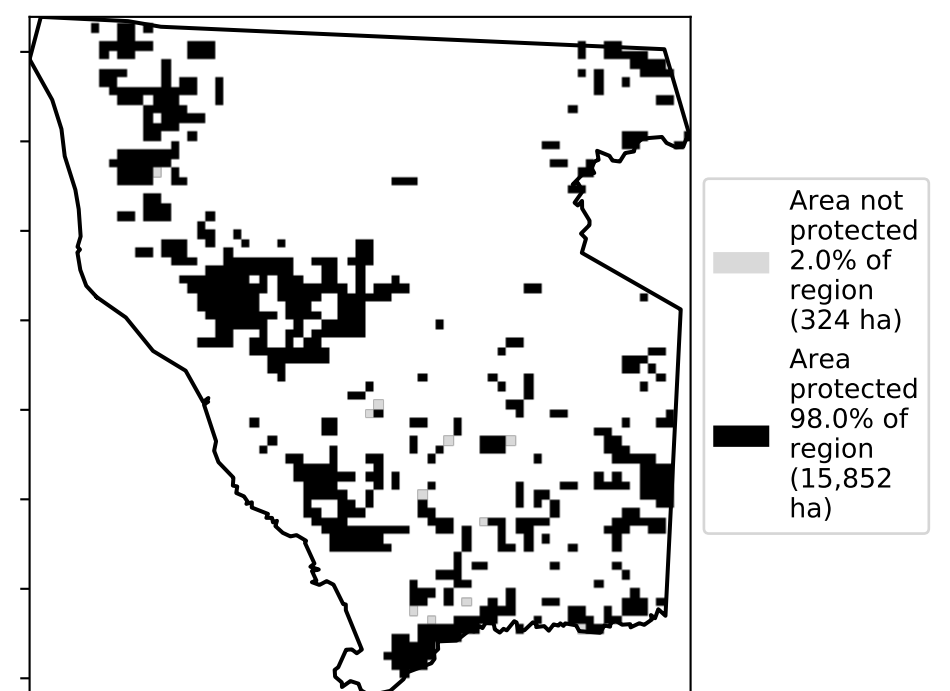 Area not
protected
2.0% of
region
(324 ha)
Area
protected
98.0% of
region
(15,852
ha)